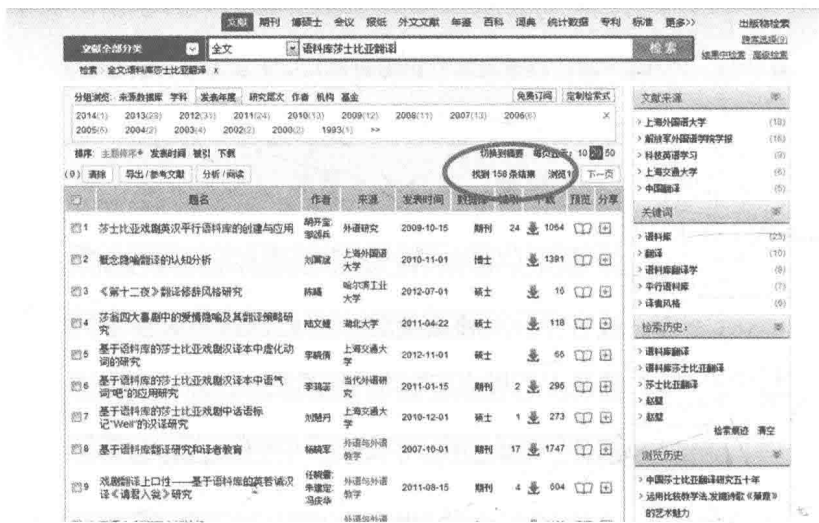 文献 期刊 博硕士 会议 报纸 外文文献 年鉴 百科 词典 统计数据 专利 标准 更多>> 出版物检索
文献全部分类 全文 语料库莎士比亚翻译 检索 跨库选择(9)
结果中检索 高级检索
检索：全文:语料库莎士比亚翻译 x
分组浏览：来源数据库 学科 发表年度 研究层次 作者 机构 基金 免费订阅 定制检索式
2014(1) 2013(28) 2012(31) 2011(24) 2010(13) 2009(12) 2008(11) 2007(13) 2006(6) ×
2005(6) 2004(2) 2003(4) 2002(2) 2000(2) 1993(1) >>
排序：主题排序 发表时间 被引 下载 切换到摘要 每页显示：10 20 50
(0) 清除 导出/参考文献 分析/阅读 找到 158 条结果 浏览1 下一页
题名 作者 来源 发表时间 数据库 被引 下载 预览 分享
1 莎士比亚戏剧英汉平行语料库的创建与应用 胡开宝; 邹颂兵 外语研究 2009-10-15 期刊 24 1064
2 概念隐喻翻译的认知分析 上海外国语大学 2010-11-01 博士 1391
3 《第十二夜》翻译修辞风格研究 陈曦 哈尔滨工业大学 2012-07-01 硕士 16
4 莎翁四大喜剧中的爱情隐喻及其翻译策略研究 湖北大学 2011-04-22 硕士 118
5 基于语料库的莎士比亚戏剧汉译本中虚化动词的研究 上海交通大学 2012-11-01 硕士 66
6 基于语料库的莎士比亚戏剧汉译本中语气词"吧"的应用研究 当代外语研究 2011-01-15 期刊 2 296
7 基于语料库的莎士比亚戏剧中话语标记"Well"的汉译研究 刘慧丹 上海交通大学 2010-12-01 硕士 1 273
8 基于语料库翻译研究和译者教育 杨晓军 外语与外语教学 2007-10-01 期刊 17 1747
9 戏剧翻译上口性——基于语料库的英若诚汉译《请君入瓮》研究 任晓霏; 朱建定; 冯庆华 外语与外语教学 2011-08-15 期刊 4 604
外语与外语
文献来源
上海外国语大学 (18)
解放军外国语学院学报 (16)
科技英语学习 (9)
上海交通大学 (6)
中国翻译 (5)
关键词
语料库 (25)
翻译 (10)
语料库翻译学 (8)
平行语料库 (7)
译者风格 (6)
检索历史：
语料库翻译
语料库莎士比亚翻译
莎士比亚翻译
赵壁
赵壁
检索痕迹 清空
浏览历史
中国莎士比亚翻译研究五十年
运用比较教学法,发掘诗歌《蒹葭》的艺术魅力